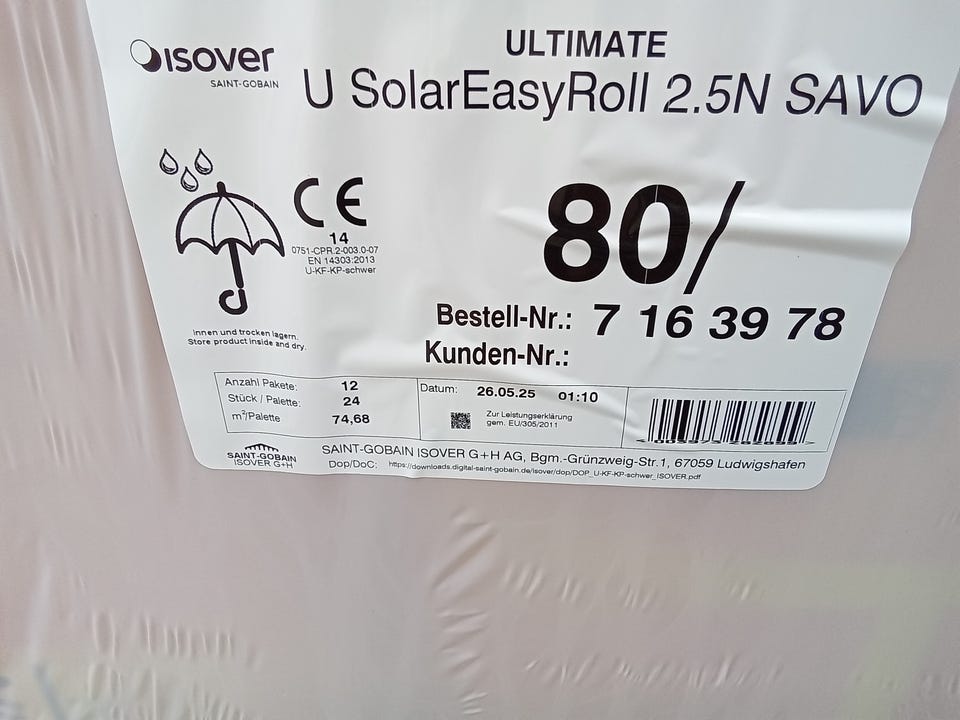 isover
SAINT-GOBAIN
ULTIMATE
U SolarEasyRoll 2.5N SAVO
CE
14
0751-CPR.2-003.0-07
EN 14303:2013
U-KF-KP-schwer
80/
Bestell-Nr.: 7 16 39 78
Kunden-Nr.:
Innen und trocken lagern.
Store product inside and dry.
Anzahl Pakete: 12
Stück / Palette: 24
m²/Palette 74,68
Datum: 26.05.25 01:10
Zur Leistungserklärung
gem. EU/305/2011
SAINT-GOBAIN
ISOVER G+H
SAINT-GOBAIN ISOVER G+H AG, Bgm.-Grünzweig-Str.1, 67059 Ludwigshafen
Dop/DoC: https://downloads.digital-saint-gobain.de/isover/dop/DOP_U-KF-KP-schwer_ISOVER.pdf